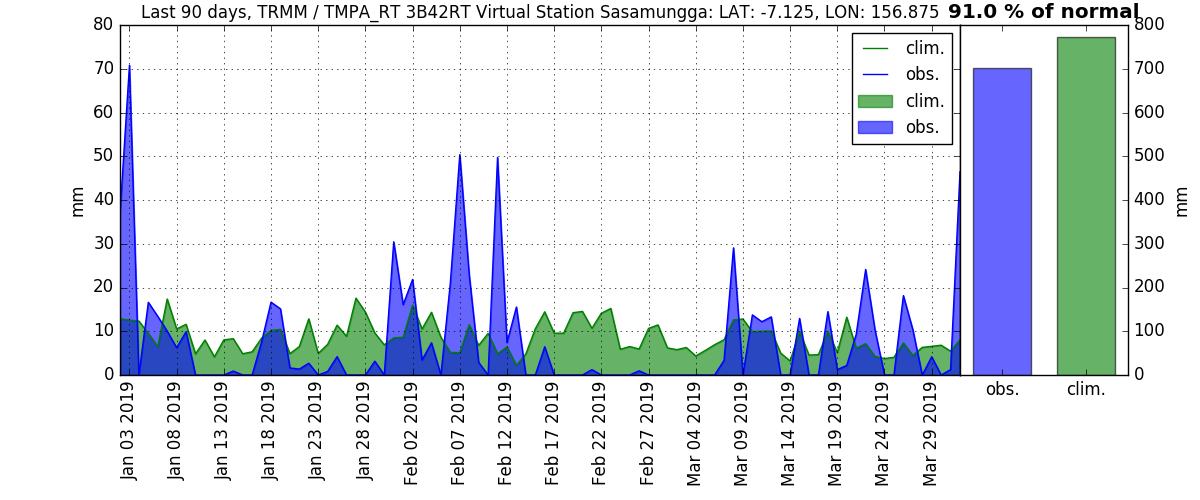 Last 90 days, TRMM / TMPA_RT 3B42RT Virtual Station Sasamungga: LAT: -7.125, LON: 156.875 91.0 % of normal
80
70
60
50
40
30
20
10
0
mm
clim.
obs.
clim.
obs.
Jan 03 2019
Jan 08 2019
Jan 13 2019
Jan 18 2019
Jan 23 2019
Jan 28 2019
Feb 02 2019
Feb 07 2019
Feb 12 2019
Feb 17 2019
Feb 22 2019
Feb 27 2019
Mar 04 2019
Mar 09 2019
Mar 14 2019
Mar 19 2019
Mar 24 2019
Mar 29 2019
800
700
600
500
400
300
200
100
0
mm
obs.
clim.